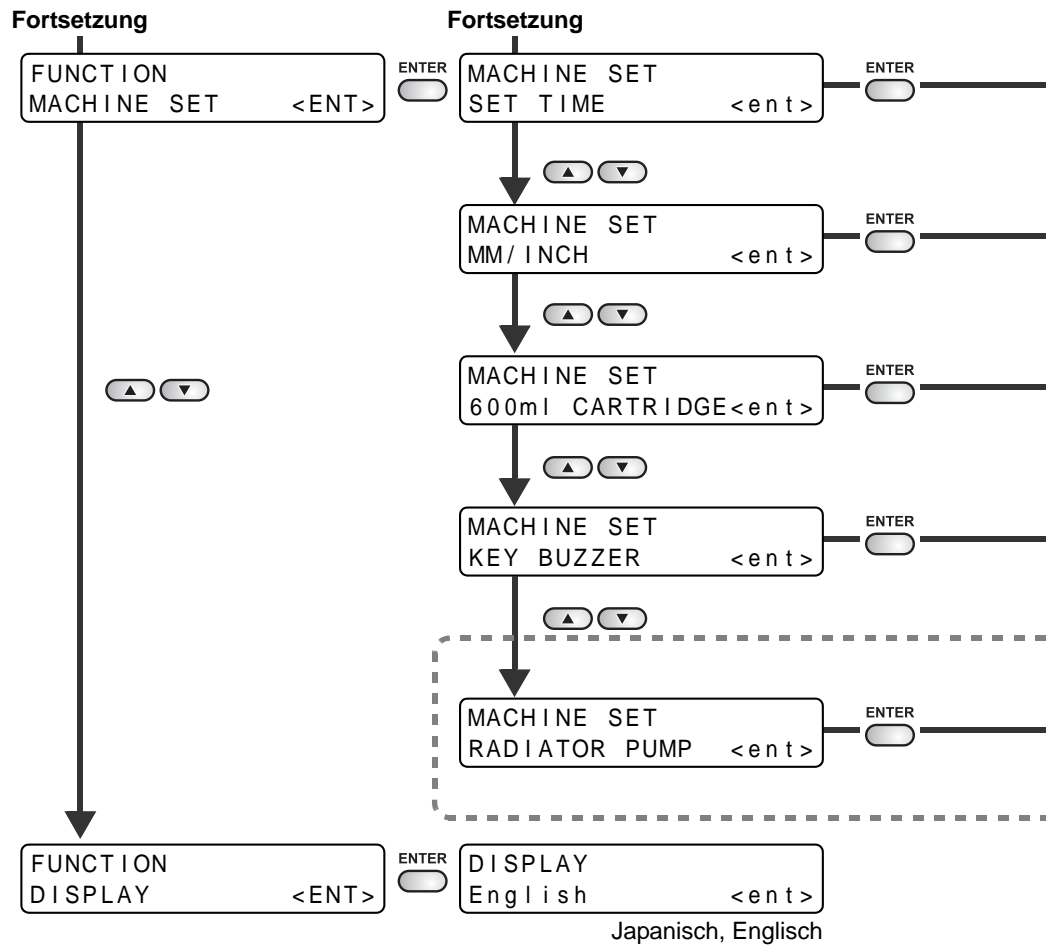 Fortsetzung
Fortsetzung
FUNCTION
MACHINE SET <ENT>
ENTER
MACHINE SET
SET TIME <ent>
ENTER
MACHINE SET
MM/INCH <ent>
ENTER
MACHINE SET
600ml CARTRIDGE<ent>
ENTER
MACHINE SET
KEY BUZZER <ent>
ENTER
MACHINE SET
RADIATOR PUMP <ent>
ENTER
FUNCTION
DISPLAY <ENT>
ENTER
DISPLAY
English <ent>
Japanisch, Englisch